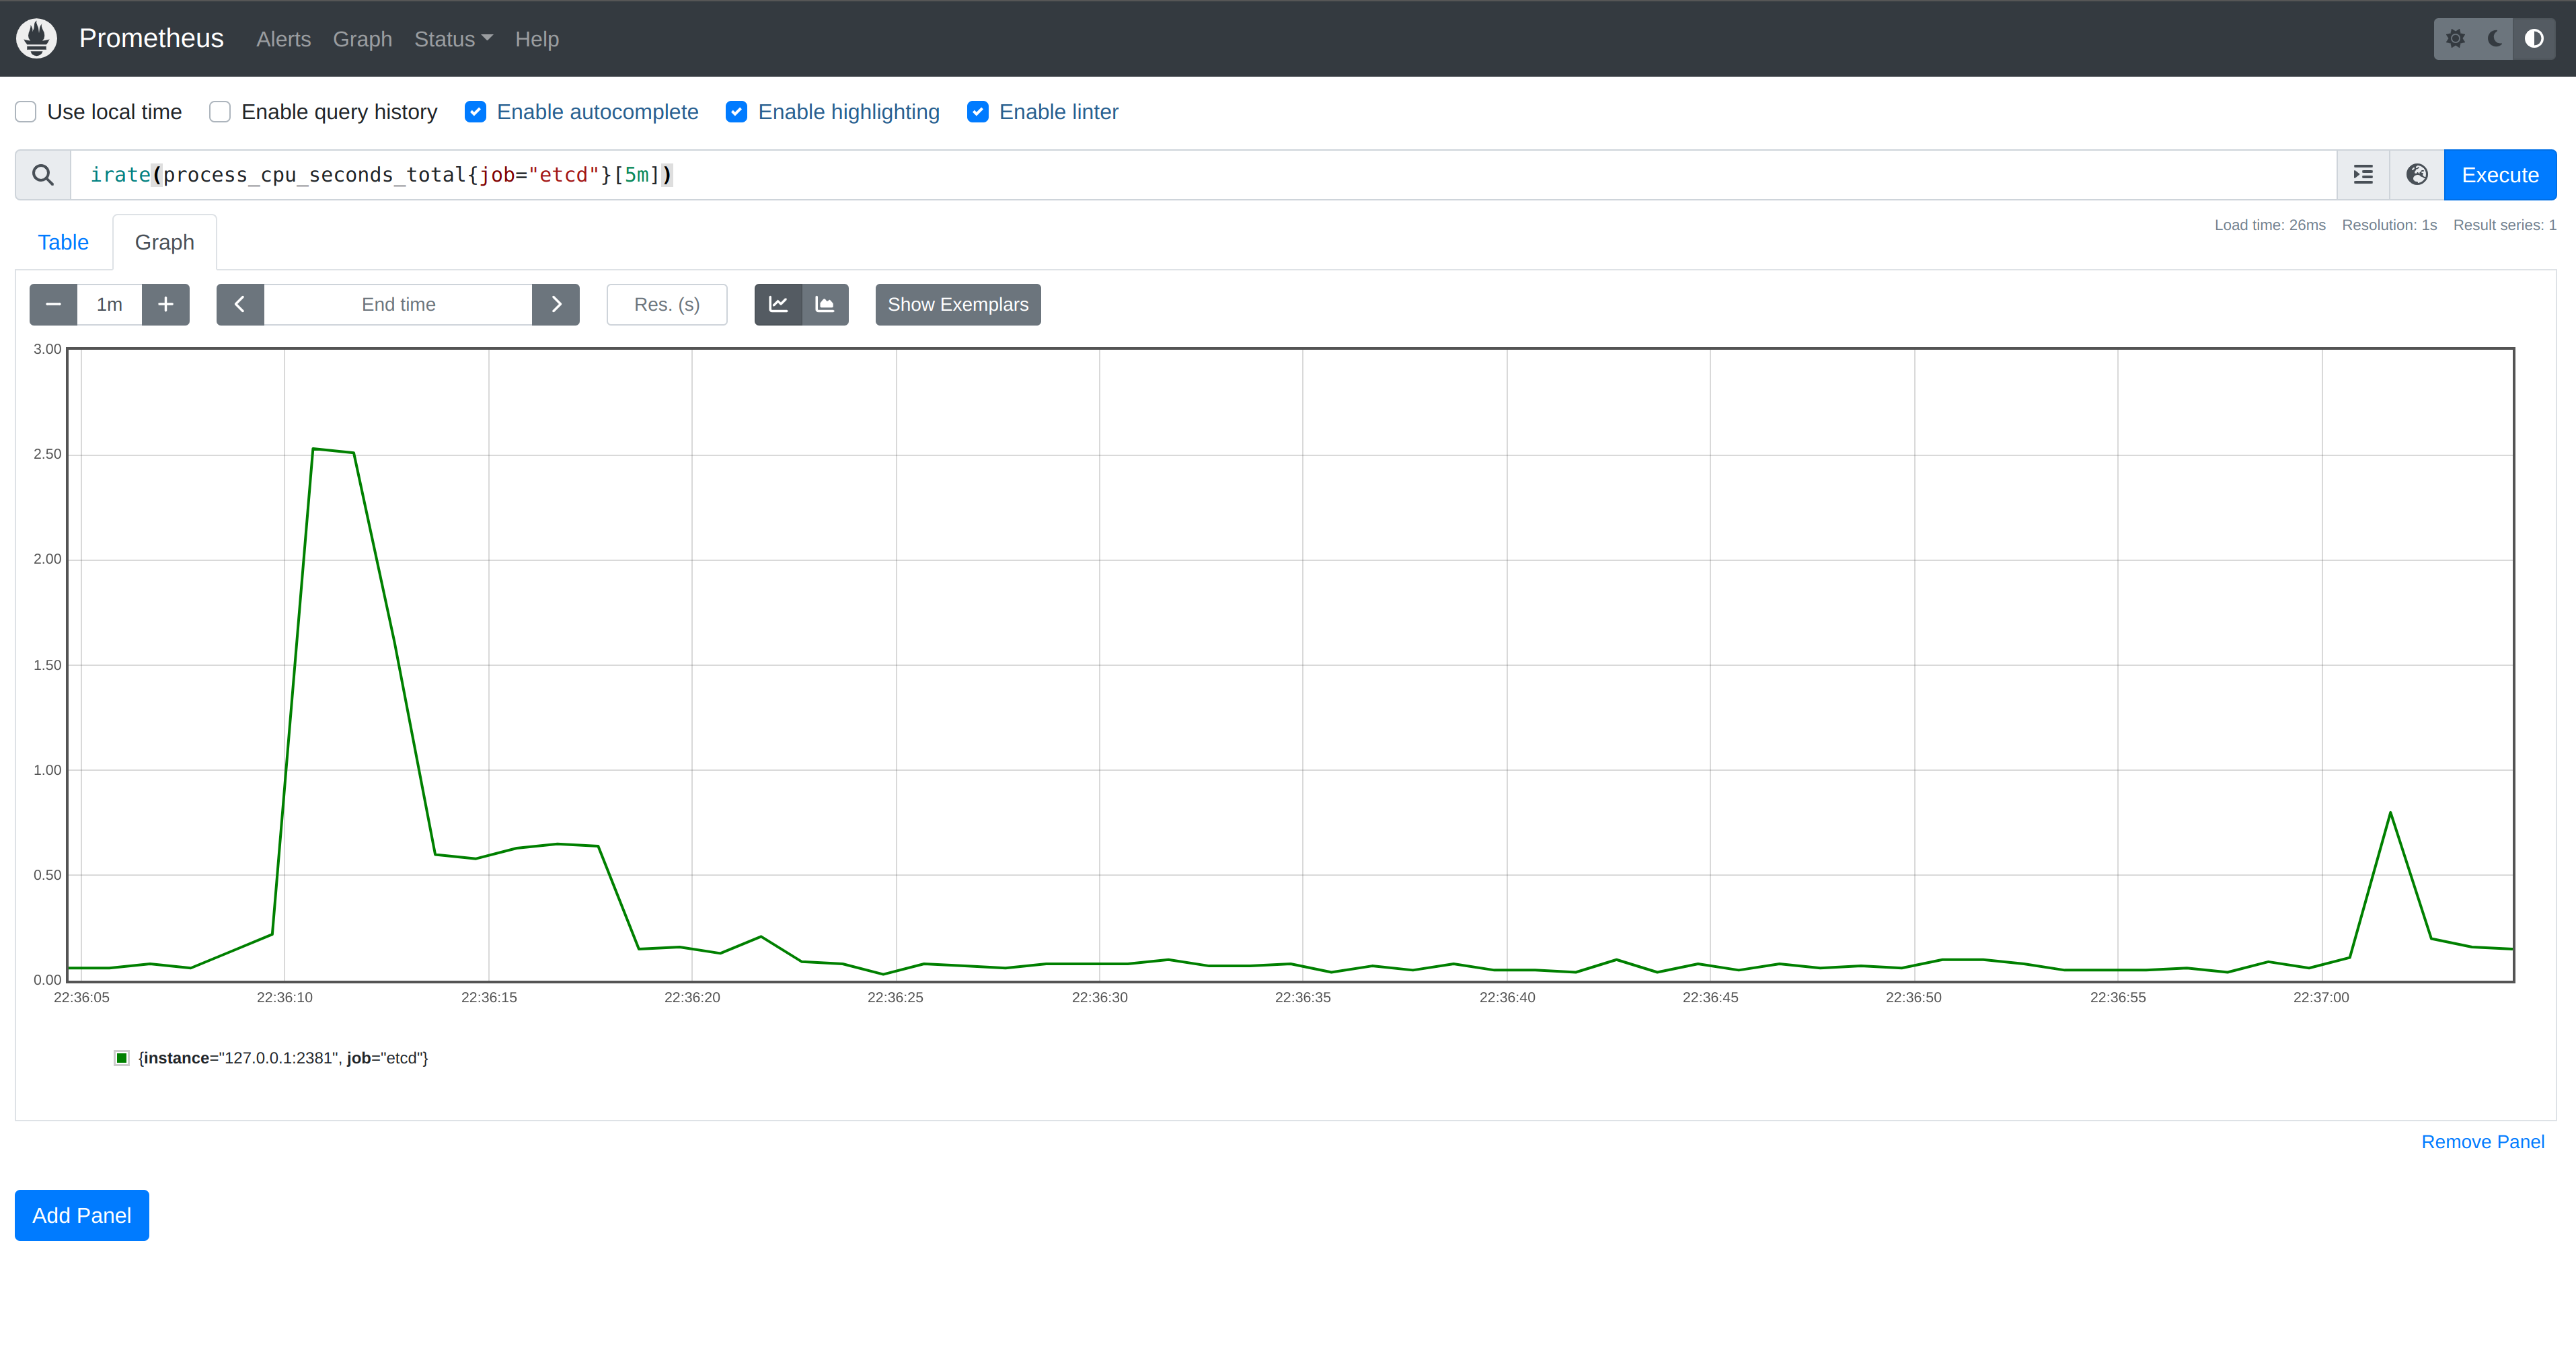 Prometheus Alerts Graph Status Help
Use local time Enable query history Enable autocomplete Enable highlighting Enable linter
irate(process_cpu_seconds_total{job="etcd"}[5m]) Execute
Load time: 26ms Resolution: 1s Result series: 1
Table Graph
1m End time Res. (s) Show Exemplars
3.00
2.50
2.00
1.50
1.00
0.50
0.00
22:36:05 22:36:10 22:36:15 22:36:20 22:36:25 22:36:30 22:36:35 22:36:40 22:36:45 22:36:50 22:36:55 22:37:00
{instance="127.0.0.1:2381", job="etcd"}
Remove Panel
Add Panel